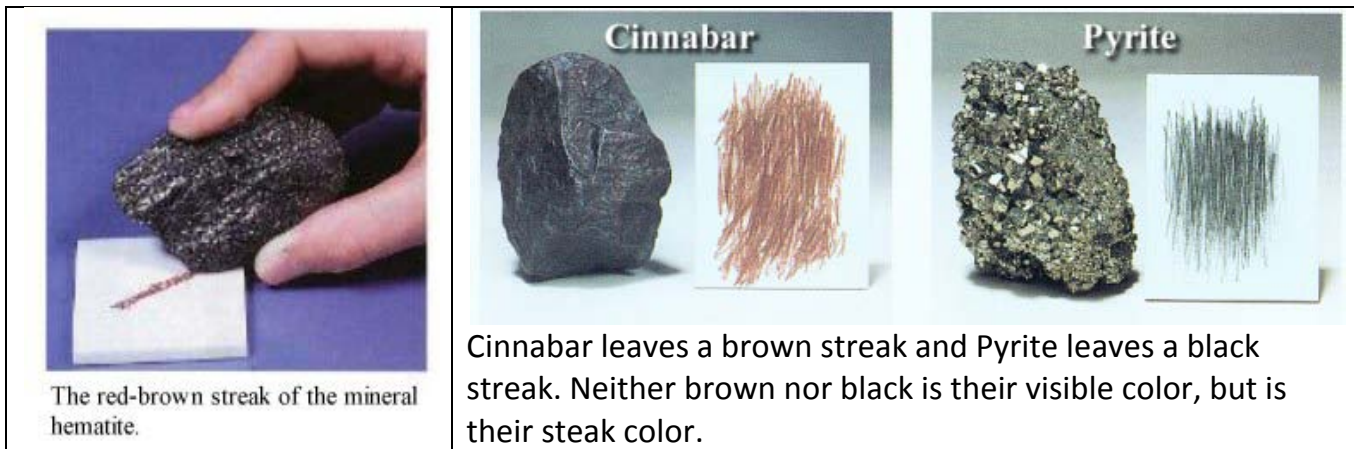 Cinnabar
Pyrite
The red-brown streak of the mineral
hematite.
Cinnabar leaves a brown streak and Pyrite leaves a black
streak. Neither brown nor black is their visible color, but is
their steak color.